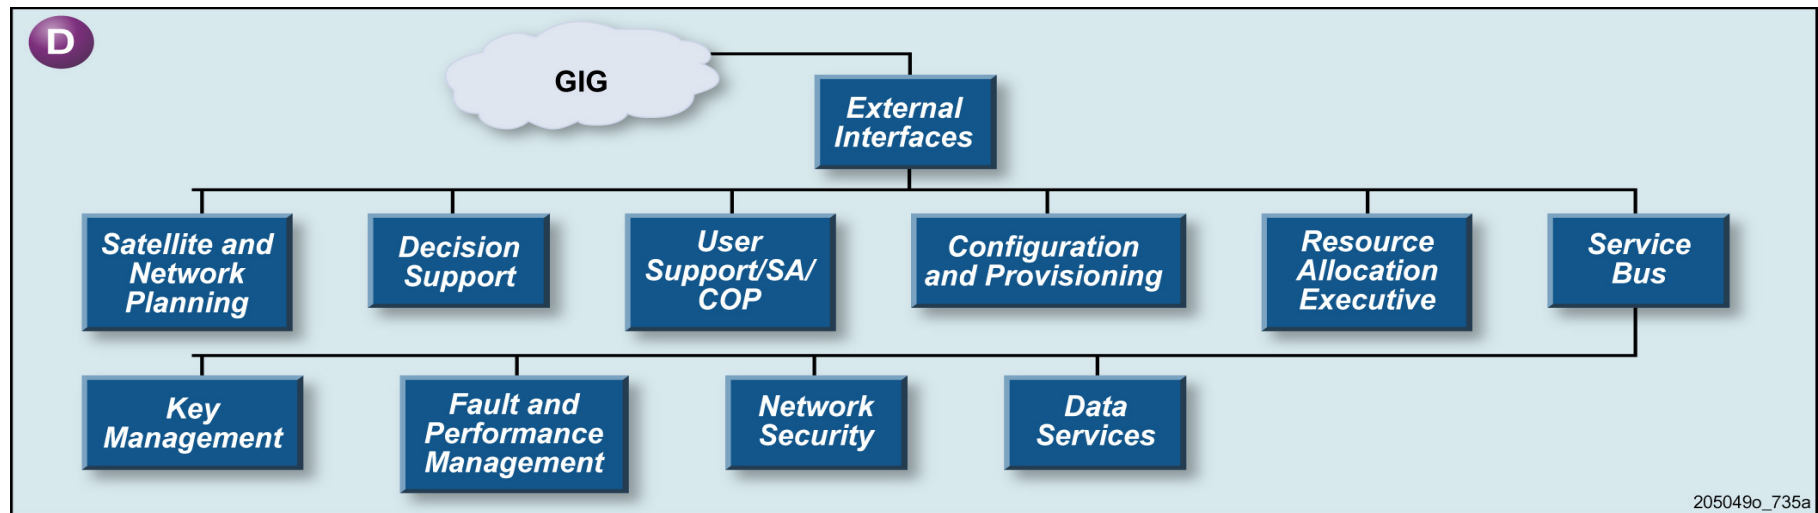 D
GIG
External
Interfaces
Satellite and
Network
Planning
Decision
Support
User
Support/SA/
COP
Configuration
and Provisioning
Resource
Allocation
Executive
Service
Bus
Key
Management
Fault and
Performance
Management
Network
Security
Data
Services
205049o_735a